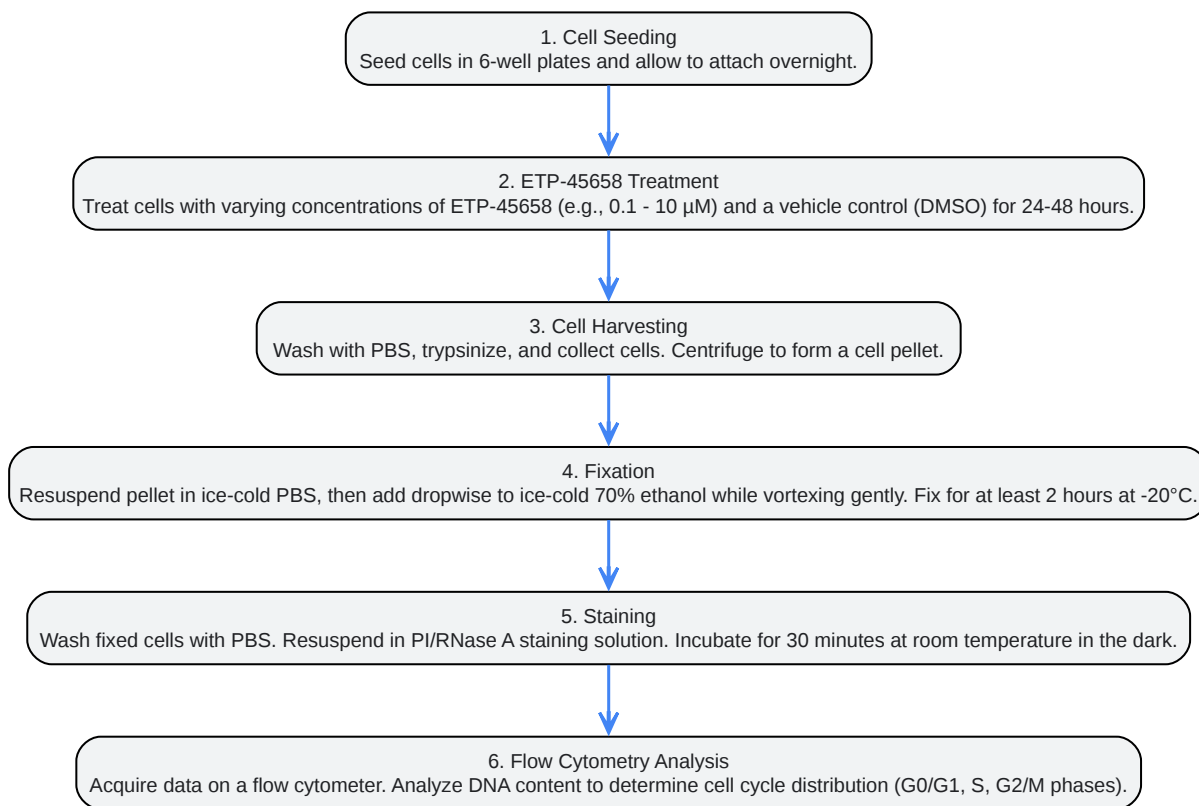 1. Cell Seeding
Seed cells in 6-well plates and allow to attach overnight.
2. ETP-45658 Treatment
Treat cells with varying concentrations of ETP-45658 (e.g., 0.1 - 10 µM) and a vehicle control (DMSO) for 24-48 hours.
3. Cell Harvesting
Wash with PBS, trypsinize, and collect cells. Centrifuge to form a cell pellet.
4. Fixation
Resuspend pellet in ice-cold PBS, then add dropwise to ice-cold 70% ethanol while vortexing gently. Fix for at least 2 hours at -20°C.
5. Staining
Wash fixed cells with PBS. Resuspend in PI/RNase A staining solution. Incubate for 30 minutes at room temperature in the dark.
6. Flow Cytometry Analysis
Acquire data on a flow cytometer. Analyze DNA content to determine cell cycle distribution (G0/G1, S, G2/M phases).